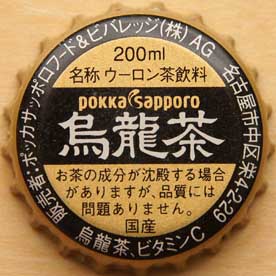 販売者:ポッカサッポロフード&ビバレッジ(株)AG 名古屋市中区栄4-2-29
200ml
名称 ウーロン茶飲料
pokka sapporo
烏龍茶
お茶の成分が沈殿する場合
がありますが、品質には
問題ありません。
国産
烏龍茶、ビタミンC